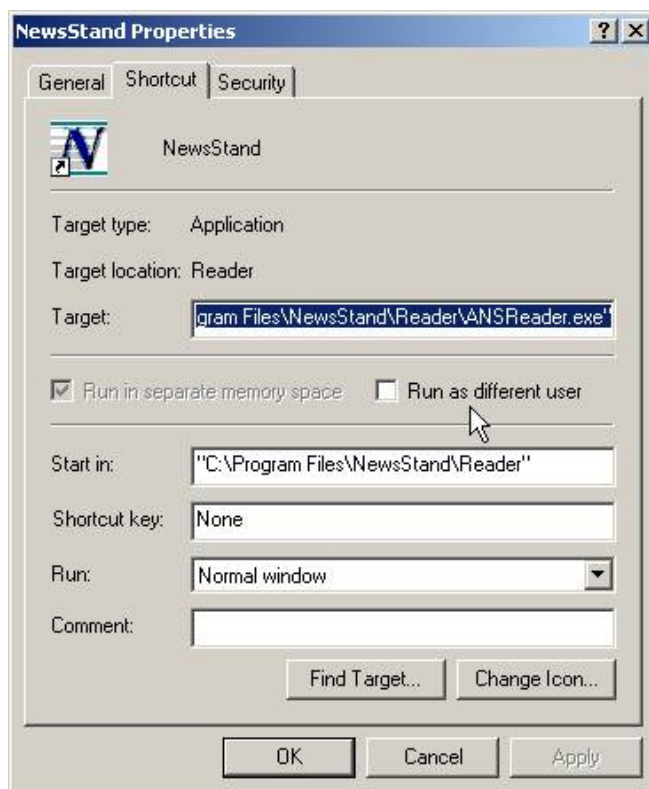 NewsStand Properties
General Shortcut Security
N NewsStand
Target type: Application
Target location: Reader
Target: gram Files\NewsStand\Reader\ANSReader.exe"
Run in separate memory space Run as different user
Start in: "C:\Program Files\NewsStand\Reader"
Shortcut key: None
Run: Normal window
Comment:
Find Target... Change Icon...
OK Cancel Apply